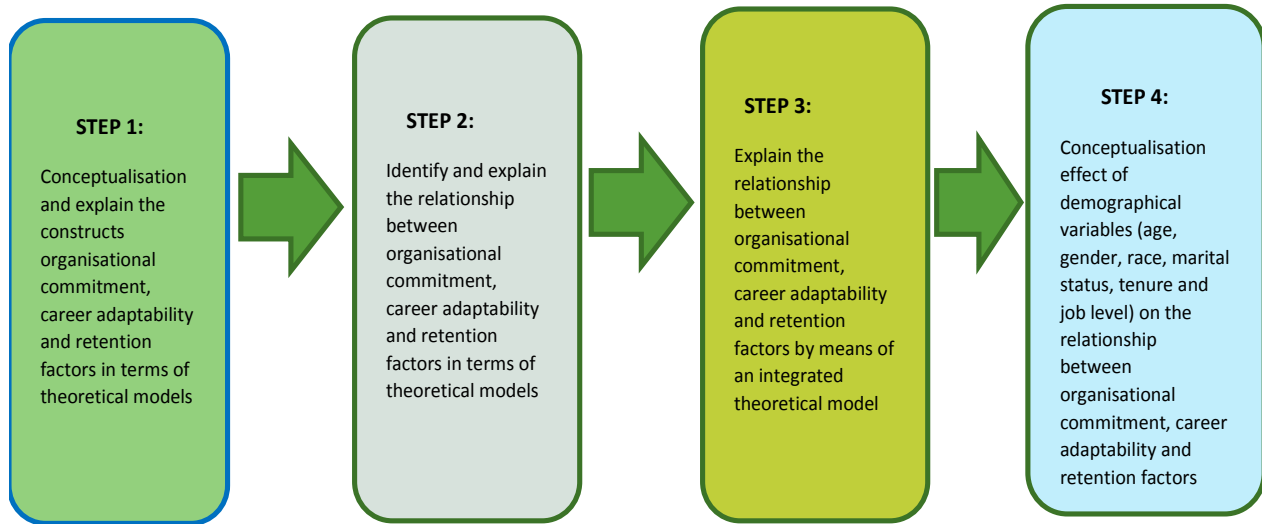 STEP 1:
Conceptualisation
and explain the
constructs
organisational
commitment,
career adaptability
and retention
factors in terms of
theoretical models
STEP 2:
Identify and explain
the relationship
between
organisational
commitment,
career adaptability
and retention
factors in terms of
theoretical models
STEP 3:
Explain the
relationship
between
organisational
commitment,
career adaptability
and retention
factors by means of
an integrated
theoretical model
STEP 4:
Conceptualisation
effect of
demographical
variables (age,
gender, race, marital
status, tenure and
job level) on the
relationship
between
organisational
commitment, career
adaptability and
retention factors